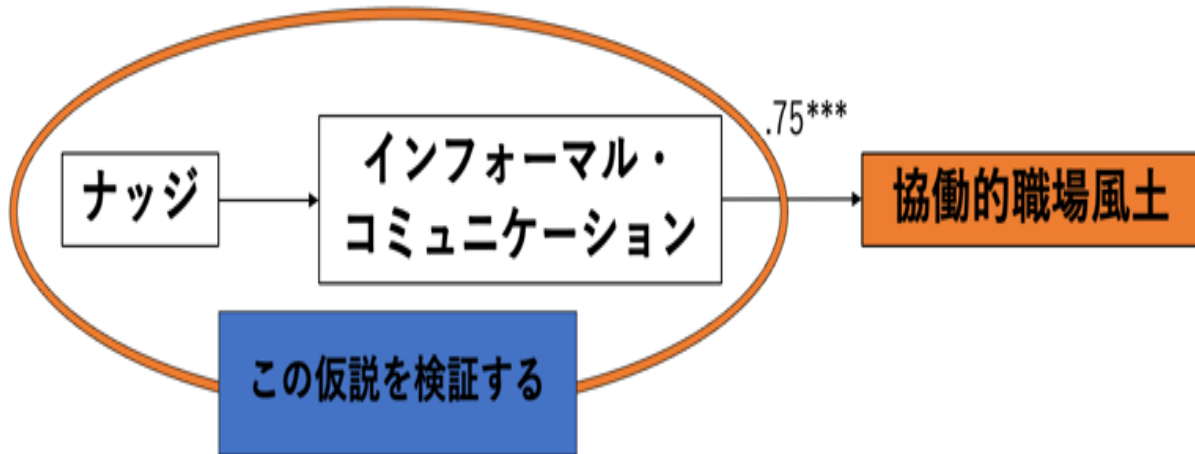 .75***
ナッジ
インフォーマル・
コミュニケーション
協働的職場風土
この仮説を検証する